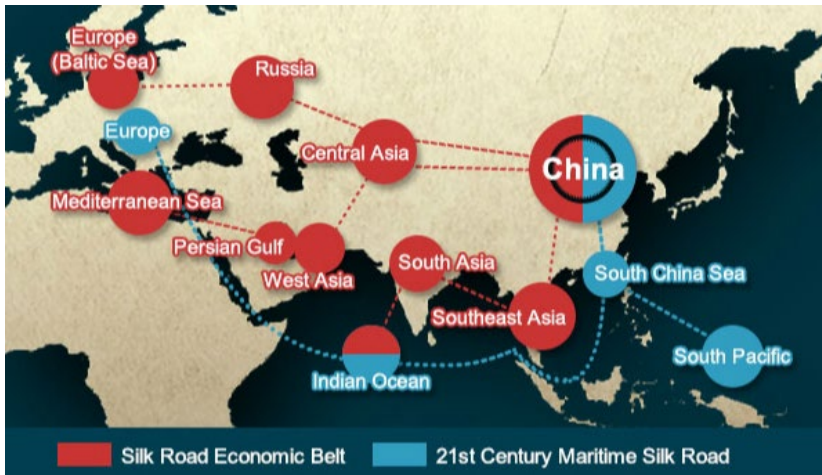 Europe
(Baltic Sea)
Russia
Europe
Central Asia
China
Mediterranean Sea
Persian Gulf
West Asia
South Asia
South China Sea
Southeast Asia
Indian Ocean
South Pacific
Silk Road Economic Belt
21st Century Maritime Silk Road